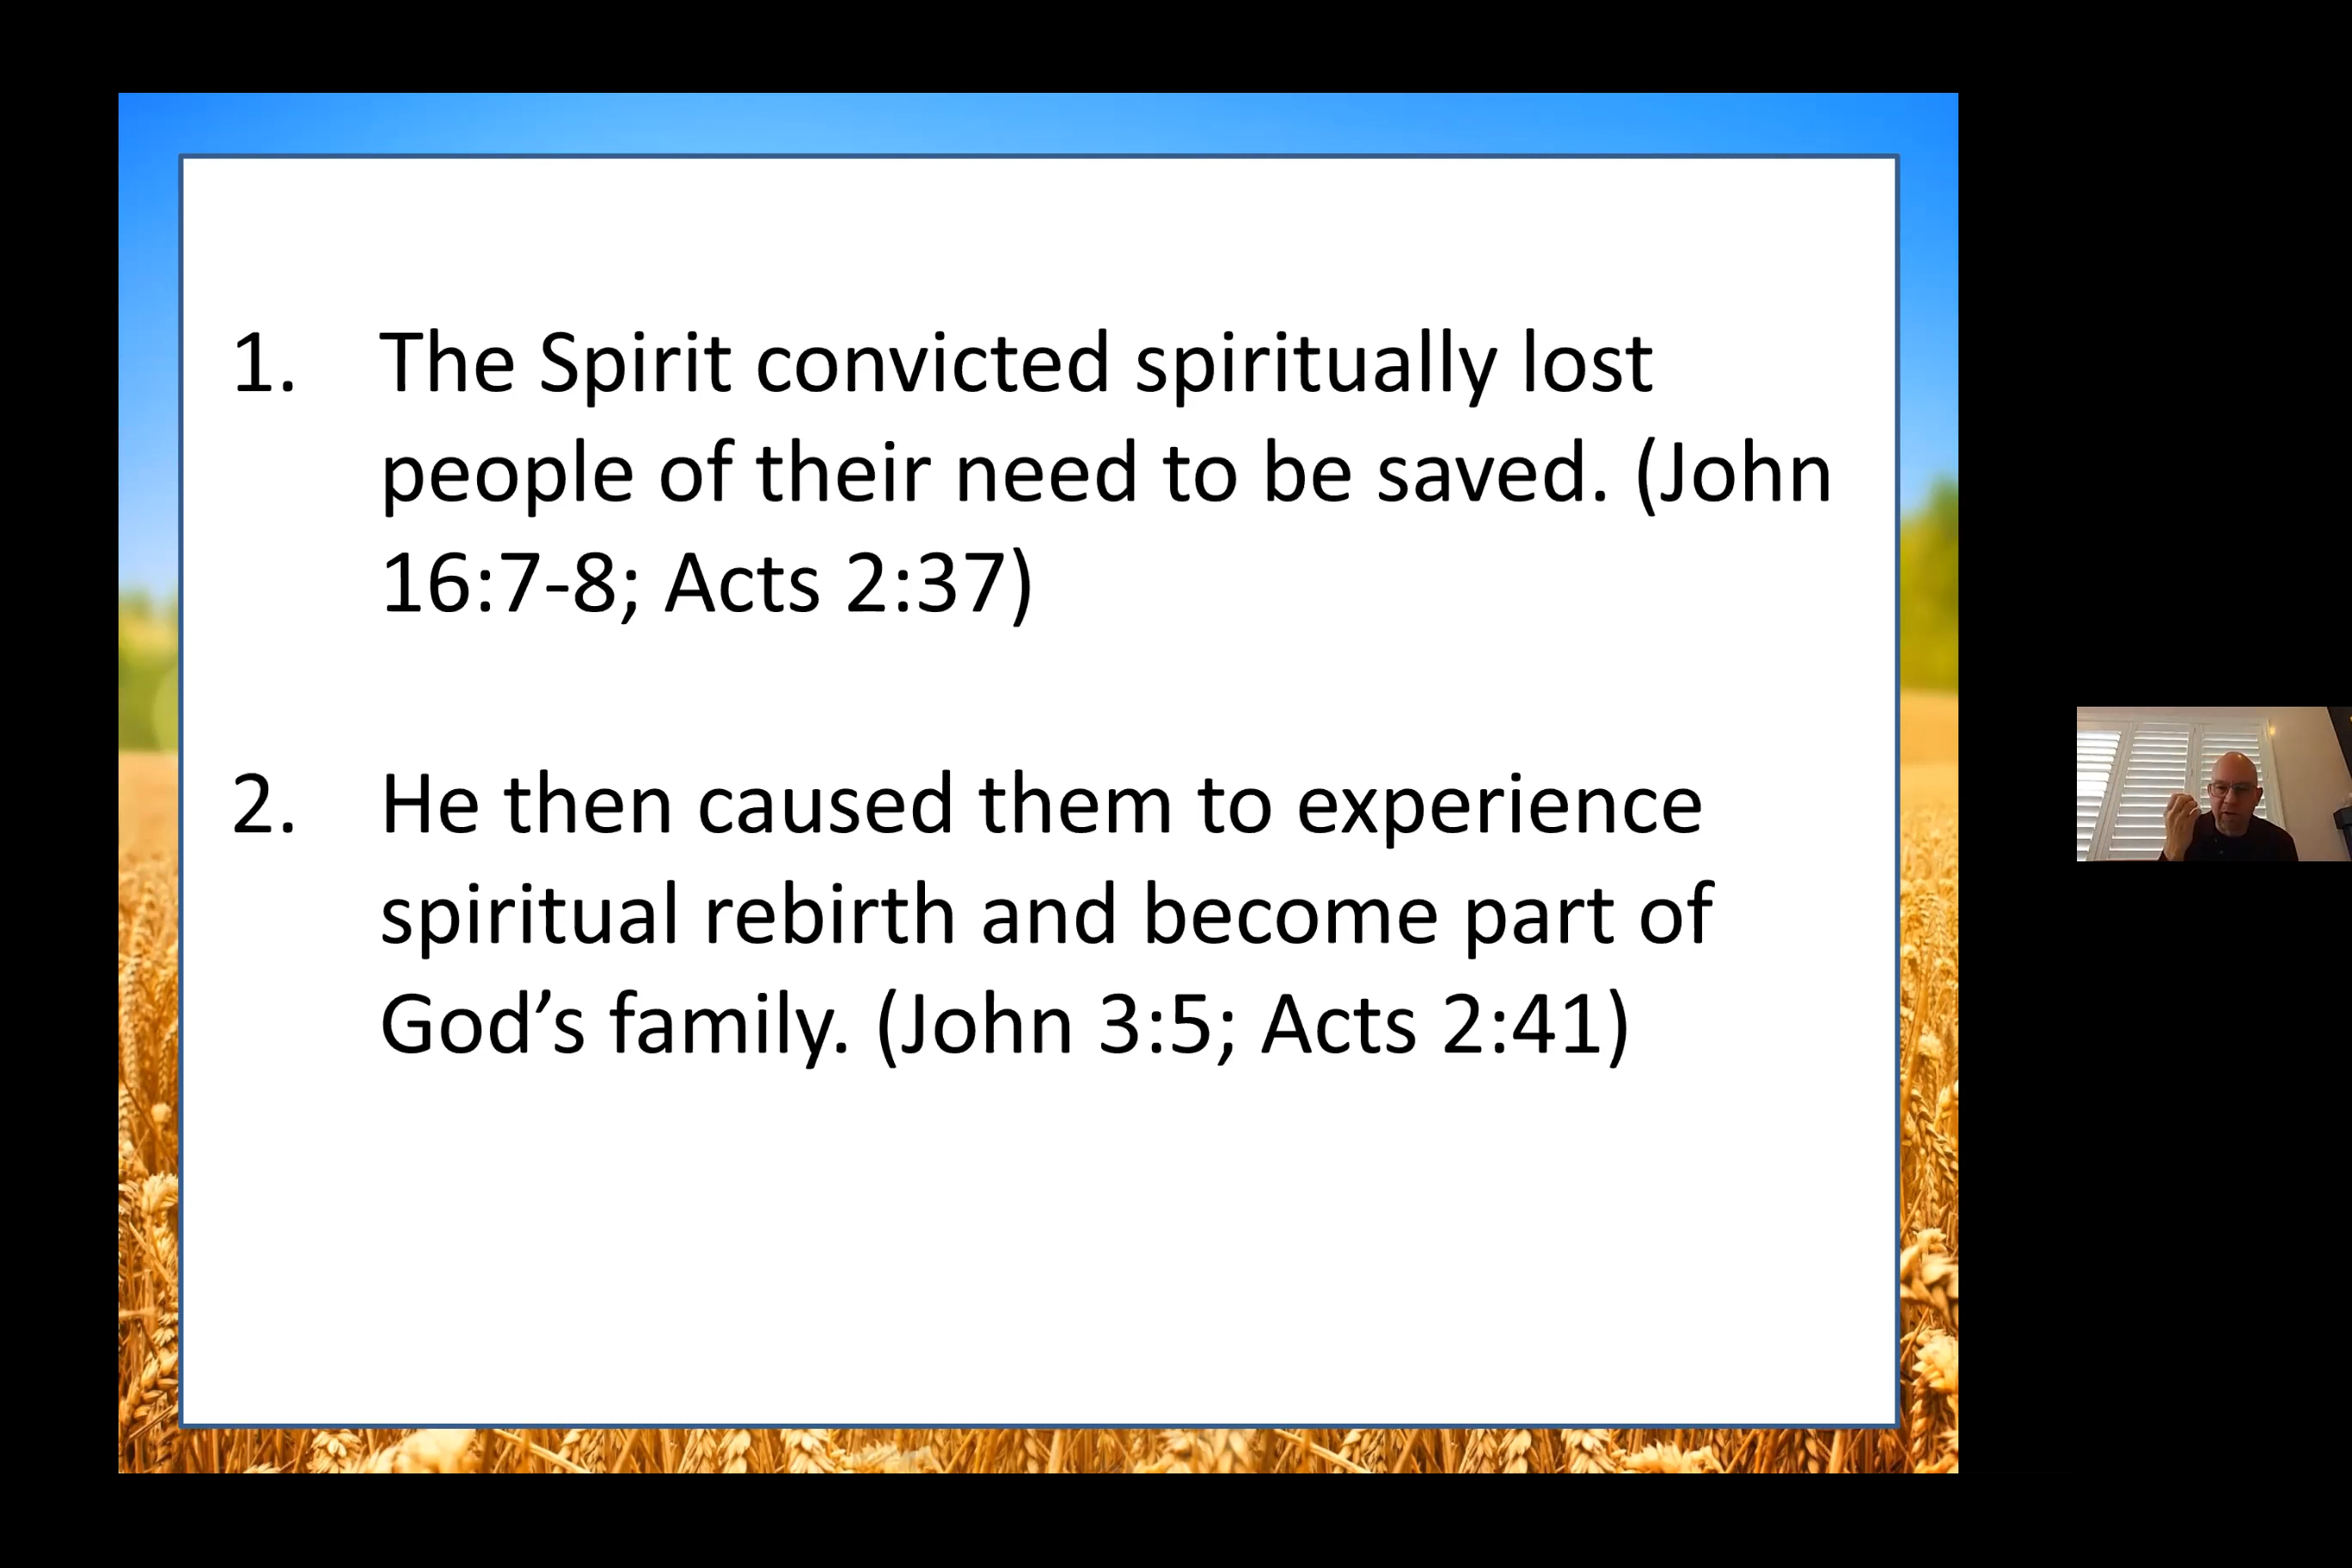 1. The Spirit convicted spiritually lost
people of their need to be saved. (John
16:7-8; Acts 2:37)
2. He then caused them to experience
spiritual rebirth and become part of
God’s family. (John 3:5; Acts 2:41)